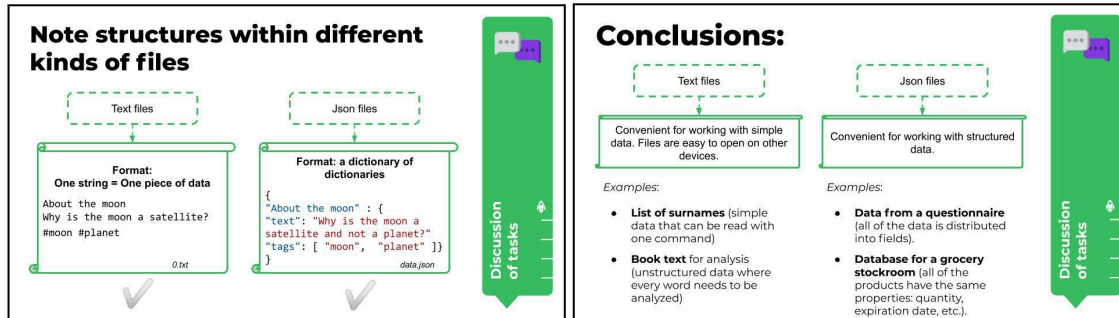 Note structures within different
kinds of files
Text files
Format:
One string = One piece of data
About the moon
Why is the moon a satellite?
#moon #planet
0.txt
Json files
Format: a dictionary of
dictionaries
{
"About the moon" : {
"text": "Why is the moon a
satellite and not a planet?"
"tags": [ "moon", "planet" ]}
}
data.json
Discussion
of tasks
Conclusions:
Text files
Convenient for working with simple
data. Files are easy to open on other
devices.
Examples:
● List of surnames (simple
data that can be read with
one command)
● Book text for analysis
(unstructured data where
every word needs to be
analyzed)
Json files
Convenient for working with structured
data.
Examples:
● Data from a questionnaire
(all of the data is distributed
into fields).
● Database for a grocery
stockroom (all of the
products have the same
properties: quantity,
expiration date, etc.).
Discussion
of tasks